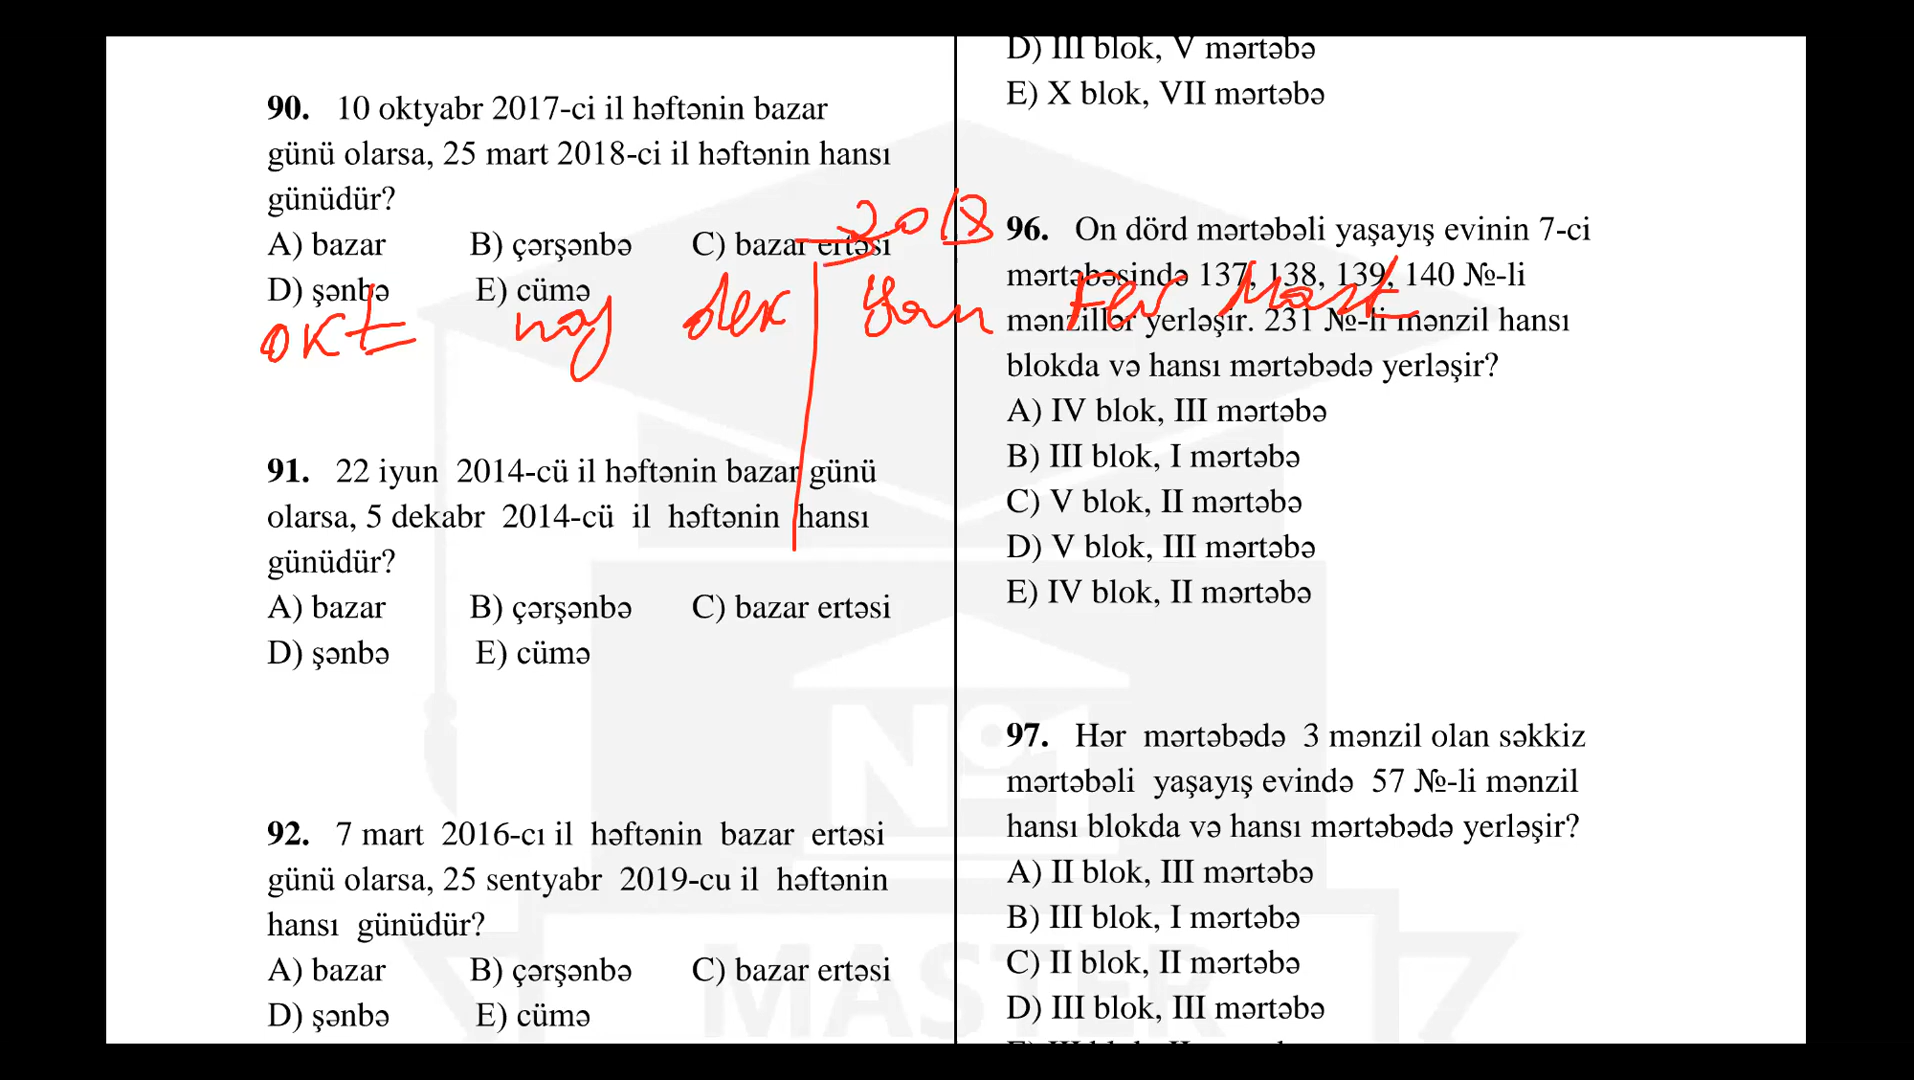 90. 10 oktyabr 2017-ci il həftənin bazar
günü olarsa, 25 mart 2018-ci il həftənin hansı
günüdür?
A) bazar B) çərşənbə C) bazar ertəsi
D) şənbə E) cümə
2018
okt noy dek Yan Fev Mart
91. 22 iyun 2014-cü il həftənin bazar günü
olarsa, 5 dekabr 2014-cü il həftənin hansı
günüdür?
A) bazar B) çərşənbə C) bazar ertəsi
D) şənbə E) cümə
92. 7 mart 2016-cı il həftənin bazar ertəsi
günü olarsa, 25 sentyabr 2019-cu il həftənin
hansı günüdür?
A) bazar B) çərşənbə C) bazar ertəsi
D) şənbə E) cümə
D) III blok, V mərtəbə
E) X blok, VII mərtəbə
96. On dörd mərtəbəli yaşayış evinin 7-ci
mərtəbəsində 137, 138, 139, 140 №-li
mənzillər yerləşir. 231 №-li mənzil hansı
blokda və hansı mərtəbədə yerləşir?
A) IV blok, III mərtəbə
B) III blok, I mərtəbə
C) V blok, II mərtəbə
D) V blok, III mərtəbə
E) IV blok, II mərtəbə
97. Hər mərtəbədə 3 mənzil olan səkkiz
mərtəbəli yaşayış evində 57 №-li mənzil
hansı blokda və hansı mərtəbədə yerləşir?
A) II blok, III mərtəbə
B) III blok, I mərtəbə
C) II blok, II mərtəbə
D) III blok, III mərtəbə
№1
MASTER